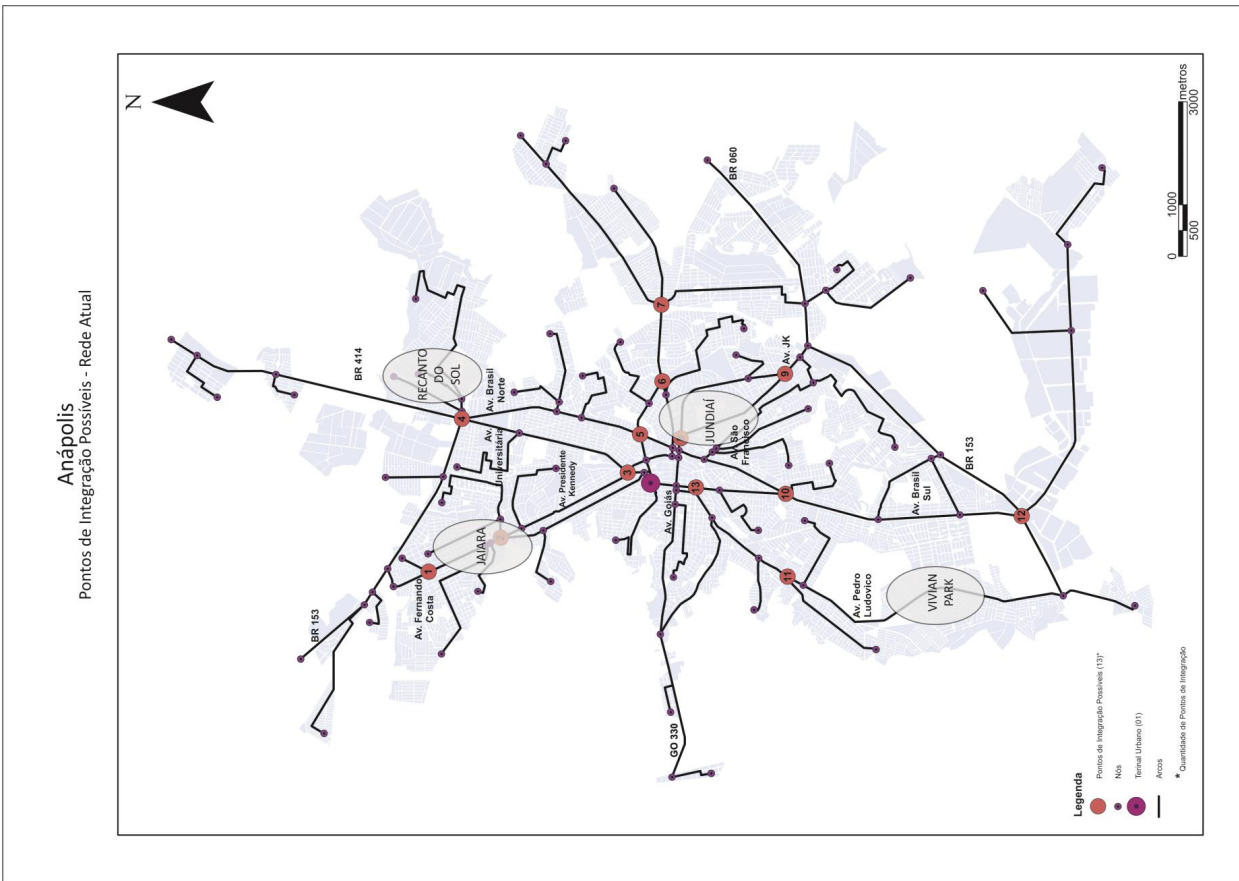 Anápolis
Pontos de Integração Possíveis - Rede Atual
N
BR 414
RECANTO
DO
SOL
4
Av. Brasil
Norte
Av.
Universitária
Av. Presidente
Kennedy
JAIARA
1
Av. Fernando
Costa
BR 153
3
5
6
7
BR 060
JUNDIAÍ
9
Av. JK
Av. São
Francisco
Av. Goiás
13
10
11
GO 330
Av. Pedro
Ludovico
VIVIAN
PARK
Av. Brasil
Sul
BR 153
12
0
500
1000
3000
metros
Legenda
Pontos de Integração Possíveis (13)*
Nós
Terinal Urbano (01)
Arcos
* Quantidade de Pontos de Integração